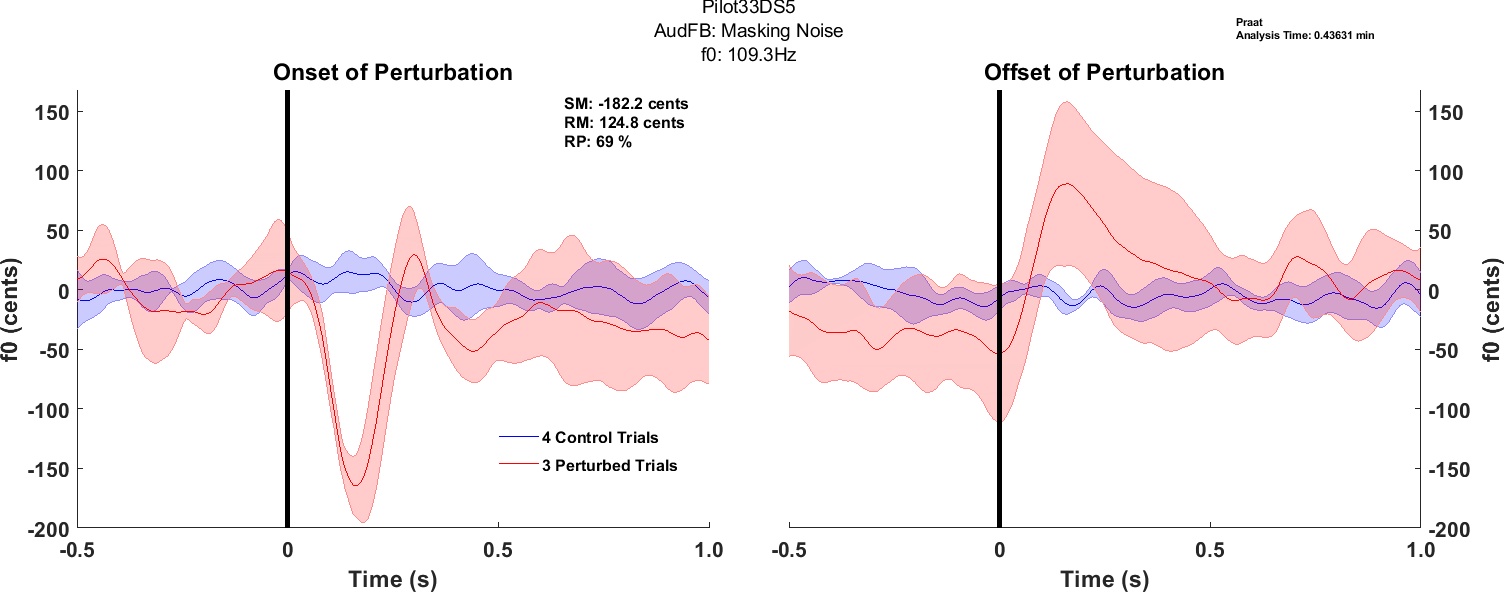 Pilot33DS5
AudFB: Masking Noise
f0: 109.3Hz
Praat
Analysis Time: 0.43631 min
Onset of Perturbation
SM: -182.2 cents
RM: 124.8 cents
RP: 69 %
f0 (cents)
150
100
50
0
-50
-100
-150
-200
-0.5
0
0.5
1.0
Time (s)
4 Control Trials
3 Perturbed Trials
Offset of Perturbation
-0.5
0
0.5
1.0
Time (s)
150
100
50
0
-50
-100
-150
-200
f0 (cents)